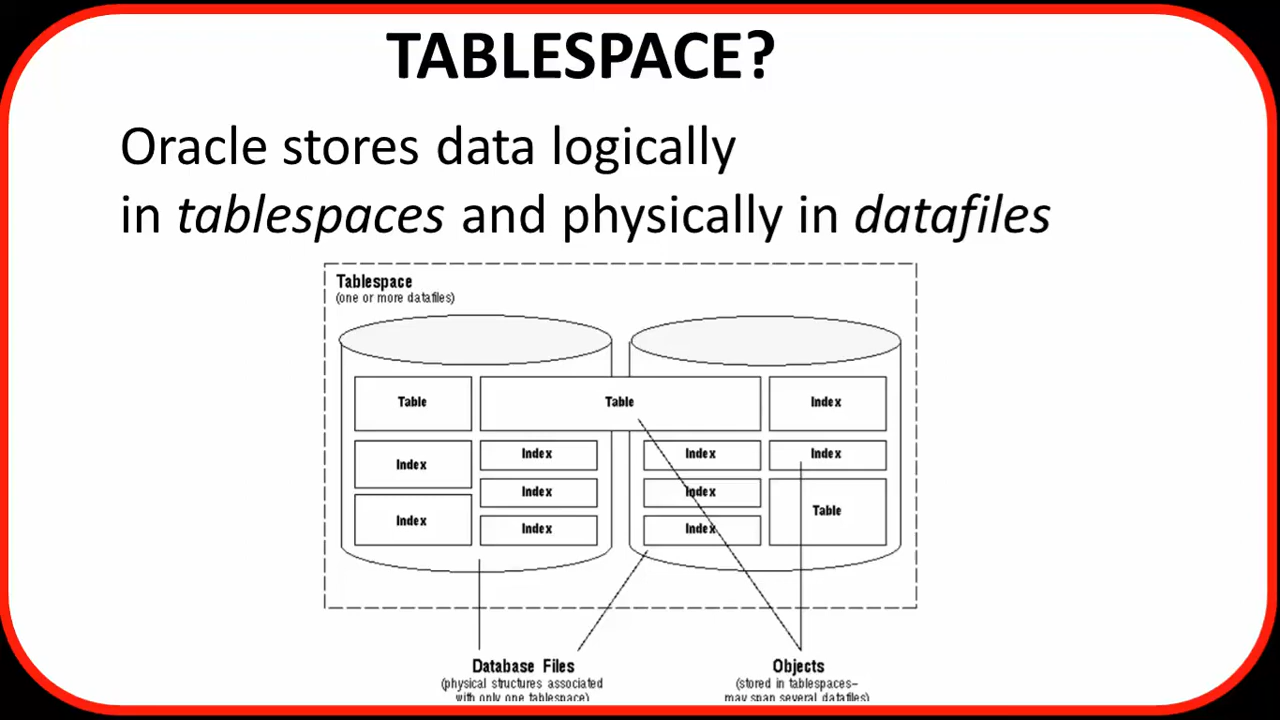 TABLESPACE?
Oracle stores data logically
in tablespaces and physically in datafiles
Tablespace
(one or more datafiles)
Table
Table
Index
Index
Index
Index
Index
Index
Index
Index
Index
Index
Index
Table
Database Files
(physical structures associated
with only one tablespace)
Objects
(stored in tablespaces–
may span several datafiles)